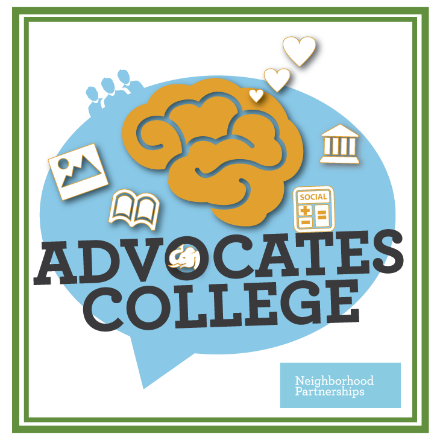 SOCIAL
ADVOCATES
COLLEGE
Neighborhood
Partnerships